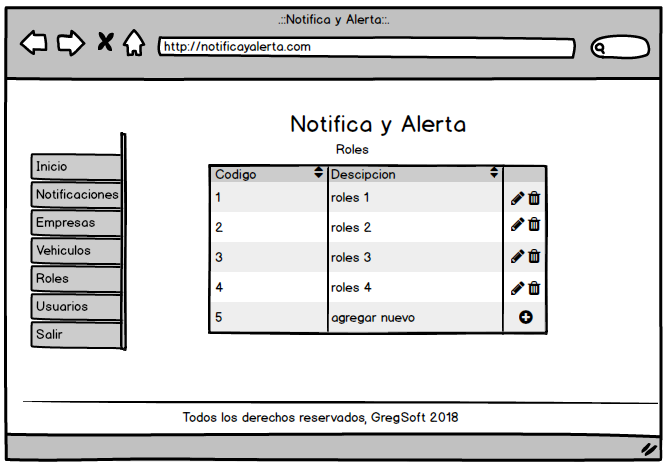 .::Notifica y Alerta::.
http://notificayalerta.com
Notifica y Alerta
Roles
Inicio
Notificaciones
Empresas
Vehiculos
Roles
Usuarios
Salir
Codigo Descipcion
1 roles 1
2 roles 2
3 roles 3
4 roles 4
5 agregar nuevo
Todos los derechos reservados, GregSoft 2018